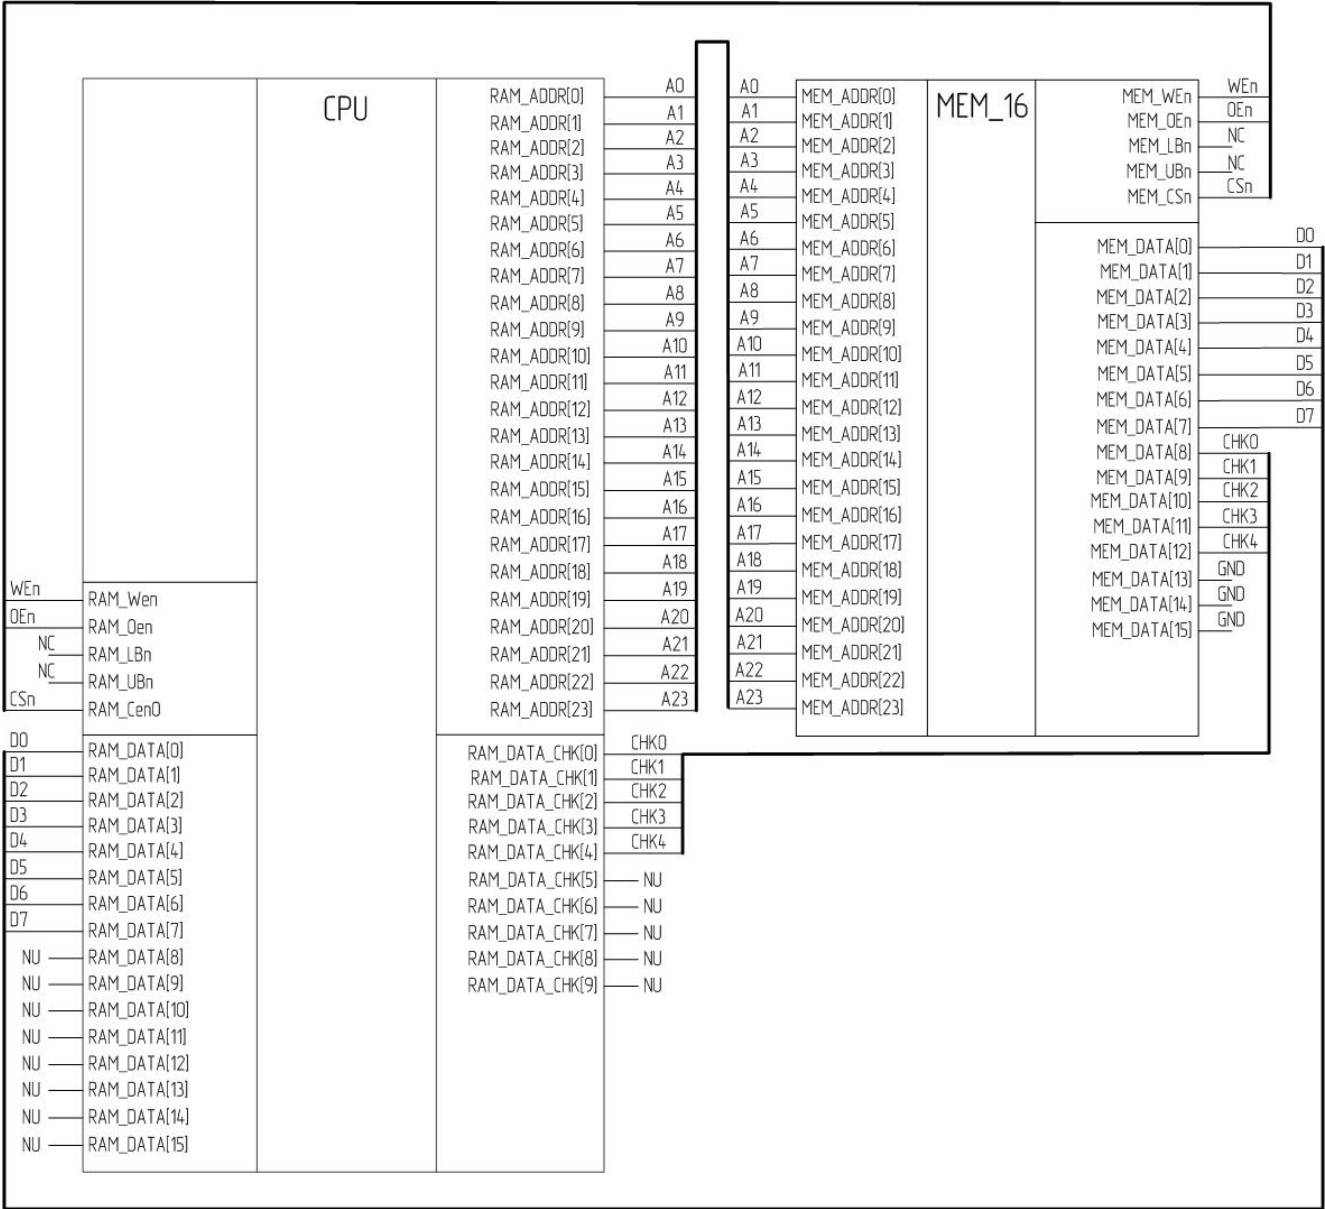 CPU
RAM_ADDR[0] A0
RAM_ADDR[1] A1
RAM_ADDR[2] A2
RAM_ADDR[3] A3
RAM_ADDR[4] A4
RAM_ADDR[5] A5
RAM_ADDR[6] A6
RAM_ADDR[7] A7
RAM_ADDR[8] A8
RAM_ADDR[9] A9
RAM_ADDR[10] A10
RAM_ADDR[11] A11
RAM_ADDR[12] A12
RAM_ADDR[13] A13
RAM_ADDR[14] A14
RAM_ADDR[15] A15
RAM_ADDR[16] A16
RAM_ADDR[17] A17
RAM_ADDR[18] A18
RAM_ADDR[19] A19
RAM_ADDR[20] A20
RAM_ADDR[21] A21
RAM_ADDR[22] A22
RAM_ADDR[23] A23
WEn RAM_Wen
OEn RAM_Oen
NC RAM_LBn
NC RAM_UBn
CSn RAM_Cen0
D0 RAM_DATA[0]
D1 RAM_DATA[1]
D2 RAM_DATA[2]
D3 RAM_DATA[3]
D4 RAM_DATA[4]
D5 RAM_DATA[5]
D6 RAM_DATA[6]
D7 RAM_DATA[7]
NU RAM_DATA[8]
NU RAM_DATA[9]
NU RAM_DATA[10]
NU RAM_DATA[11]
NU RAM_DATA[12]
NU RAM_DATA[13]
NU RAM_DATA[14]
NU RAM_DATA[15]
RAM_DATA_CHK[0] CHK0
RAM_DATA_CHK[1] CHK1
RAM_DATA_CHK[2] CHK2
RAM_DATA_CHK[3] CHK3
RAM_DATA_CHK[4] CHK4
RAM_DATA_CHK[5] NU
RAM_DATA_CHK[6] NU
RAM_DATA_CHK[7] NU
RAM_DATA_CHK[8] NU
RAM_DATA_CHK[9] NU
MEM_16
A0 MEM_ADDR[0]
A1 MEM_ADDR[1]
A2 MEM_ADDR[2]
A3 MEM_ADDR[3]
A4 MEM_ADDR[4]
A5 MEM_ADDR[5]
A6 MEM_ADDR[6]
A7 MEM_ADDR[7]
A8 MEM_ADDR[8]
A9 MEM_ADDR[9]
A10 MEM_ADDR[10]
A11 MEM_ADDR[11]
A12 MEM_ADDR[12]
A13 MEM_ADDR[13]
A14 MEM_ADDR[14]
A15 MEM_ADDR[15]
A16 MEM_ADDR[16]
A17 MEM_ADDR[17]
A18 MEM_ADDR[18]
A19 MEM_ADDR[19]
A20 MEM_ADDR[20]
A21 MEM_ADDR[21]
A22 MEM_ADDR[22]
A23 MEM_ADDR[23]
MEM_WEn WEn
MEM_OEn OEn
MEM_LBn NC
MEM_UBn NC
MEM_CSn CSn
MEM_DATA[0] D0
MEM_DATA[1] D1
MEM_DATA[2] D2
MEM_DATA[3] D3
MEM_DATA[4] D4
MEM_DATA[5] D5
MEM_DATA[6] D6
MEM_DATA[7] D7
MEM_DATA[8] CHK0
MEM_DATA[9] CHK1
MEM_DATA[10] CHK2
MEM_DATA[11] CHK3
MEM_DATA[12] CHK4
MEM_DATA[13] GND
MEM_DATA[14] GND
MEM_DATA[15] GND